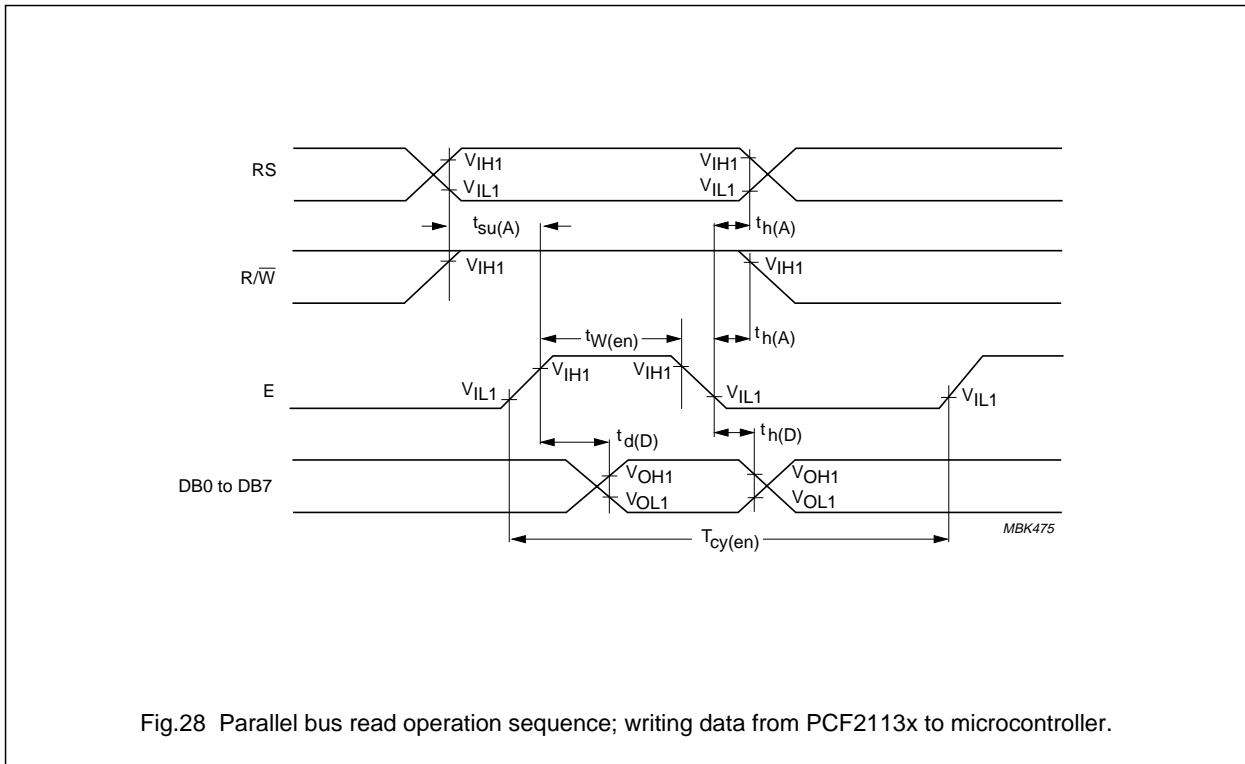 RS
VIH1
VIL1
VIH1
VIL1
tsu(A)
th(A)
R/W̅
VIH1
VIH1
tW(en)
th(A)
E
VIL1
VIH1
VIH1
VIL1
VIL1
td(D)
th(D)
DB0 to DB7
VOH1
VOL1
VOH1
VOL1
Tcy(en)
MBK475
Fig.28 Parallel bus read operation sequence; writing data from PCF2113x to microcontroller.